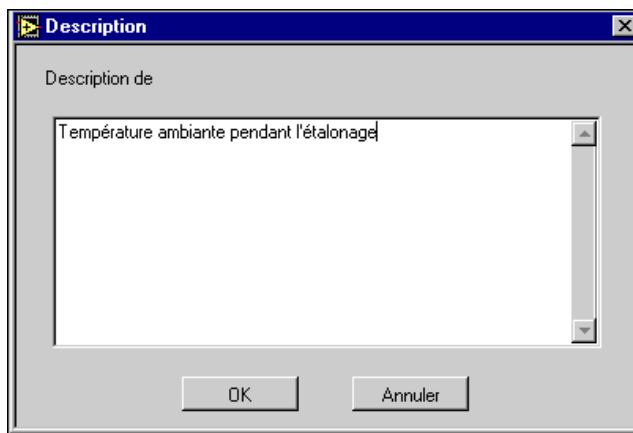 Description
Description de
Température ambiante pendant l'étalonage
OK
Annuler